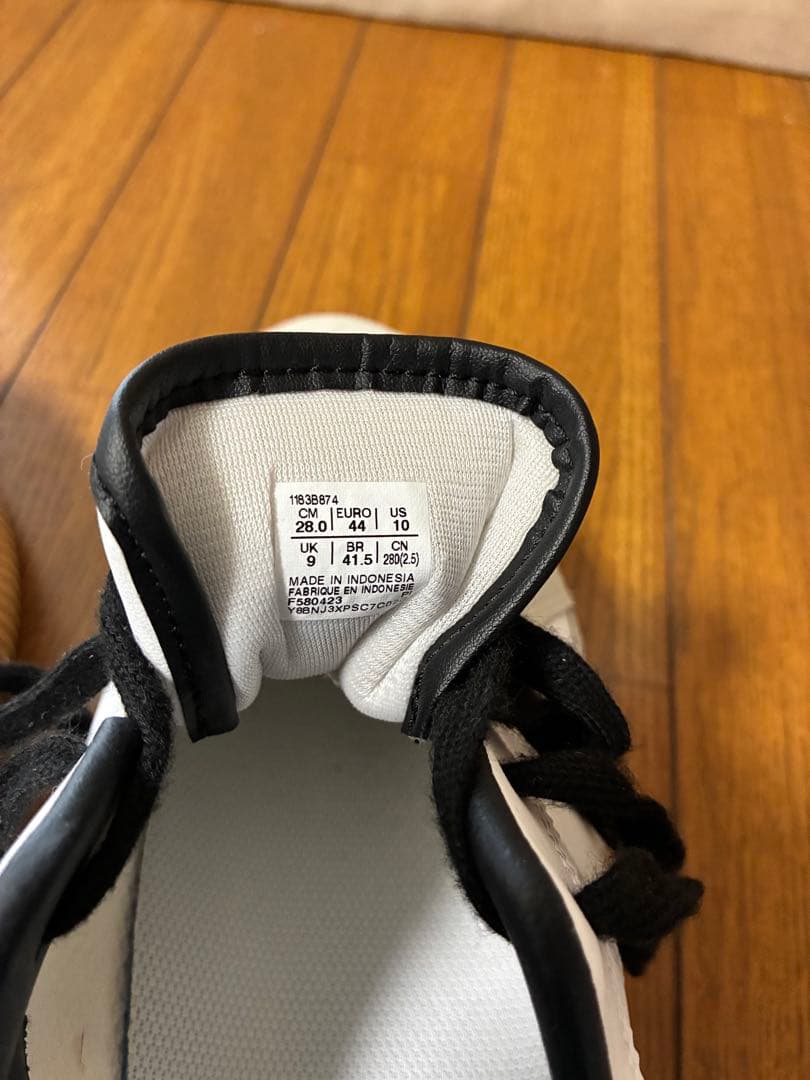 1183B874
CM EURO US
28.0 44 10
UK BR CN
9 41.5 280(2.5)
MADE IN INDONESIA
FABRIQUE EN INDONESIE
F580423